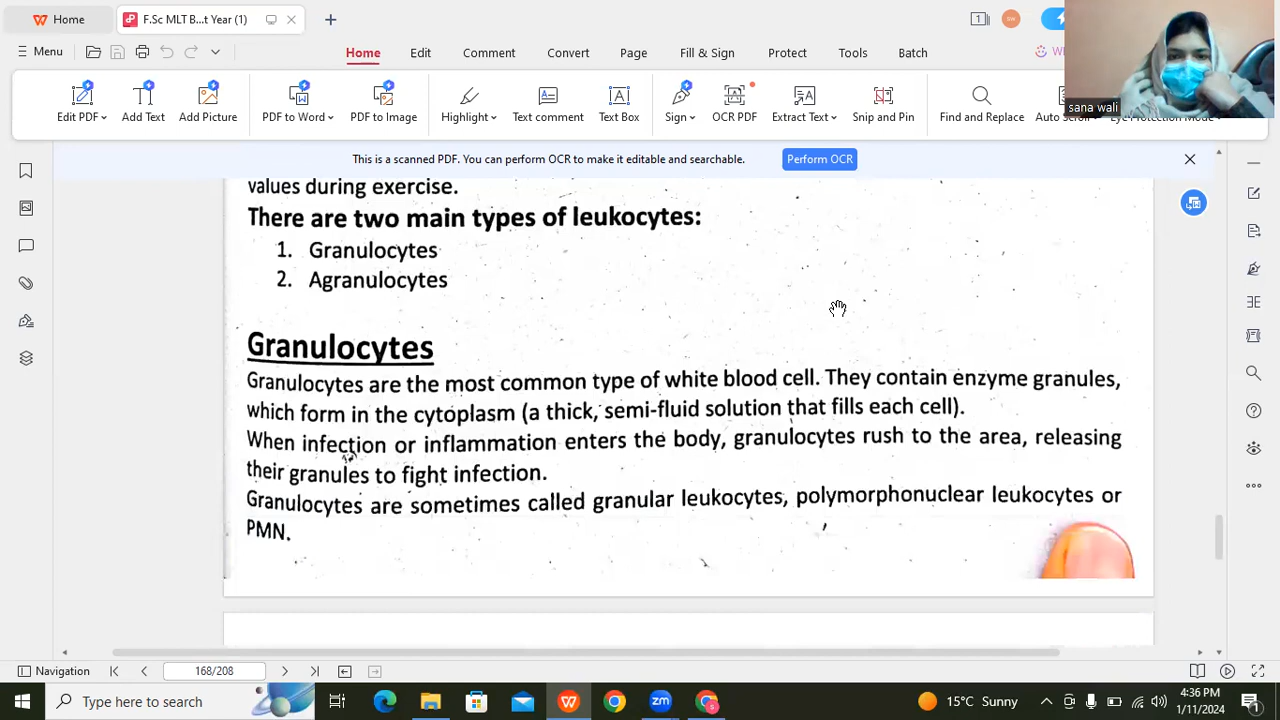 Home
F.Sc MLT B...t Year (1)
1
sana wali
Menu
Home Edit Comment Convert Page Fill & Sign Protect Tools Batch
Edit PDF Add Text Add Picture PDF to Word PDF to Image Highlight Text comment Text Box Sign OCR PDF Extract Text Snip and Pin Find and Replace
This is a scanned PDF. You can perform OCR to make it editable and searchable. Perform OCR
values during exercise.
There are two main types of leukocytes:
1. Granulocytes
2. Agranulocytes
Granulocytes
Granulocytes are the most common type of white blood cell. They contain enzyme granules,
which form in the cytoplasm (a thick, semi-fluid solution that fills each cell).
When infection or inflammation enters the body, granulocytes rush to the area, releasing
their granules to fight infection.
Granulocytes are sometimes called granular leukocytes, polymorphonuclear leukocytes or
PMN.
Navigation 168/208
Type here to search
15°C Sunny
4:36 PM
1/11/2024
1